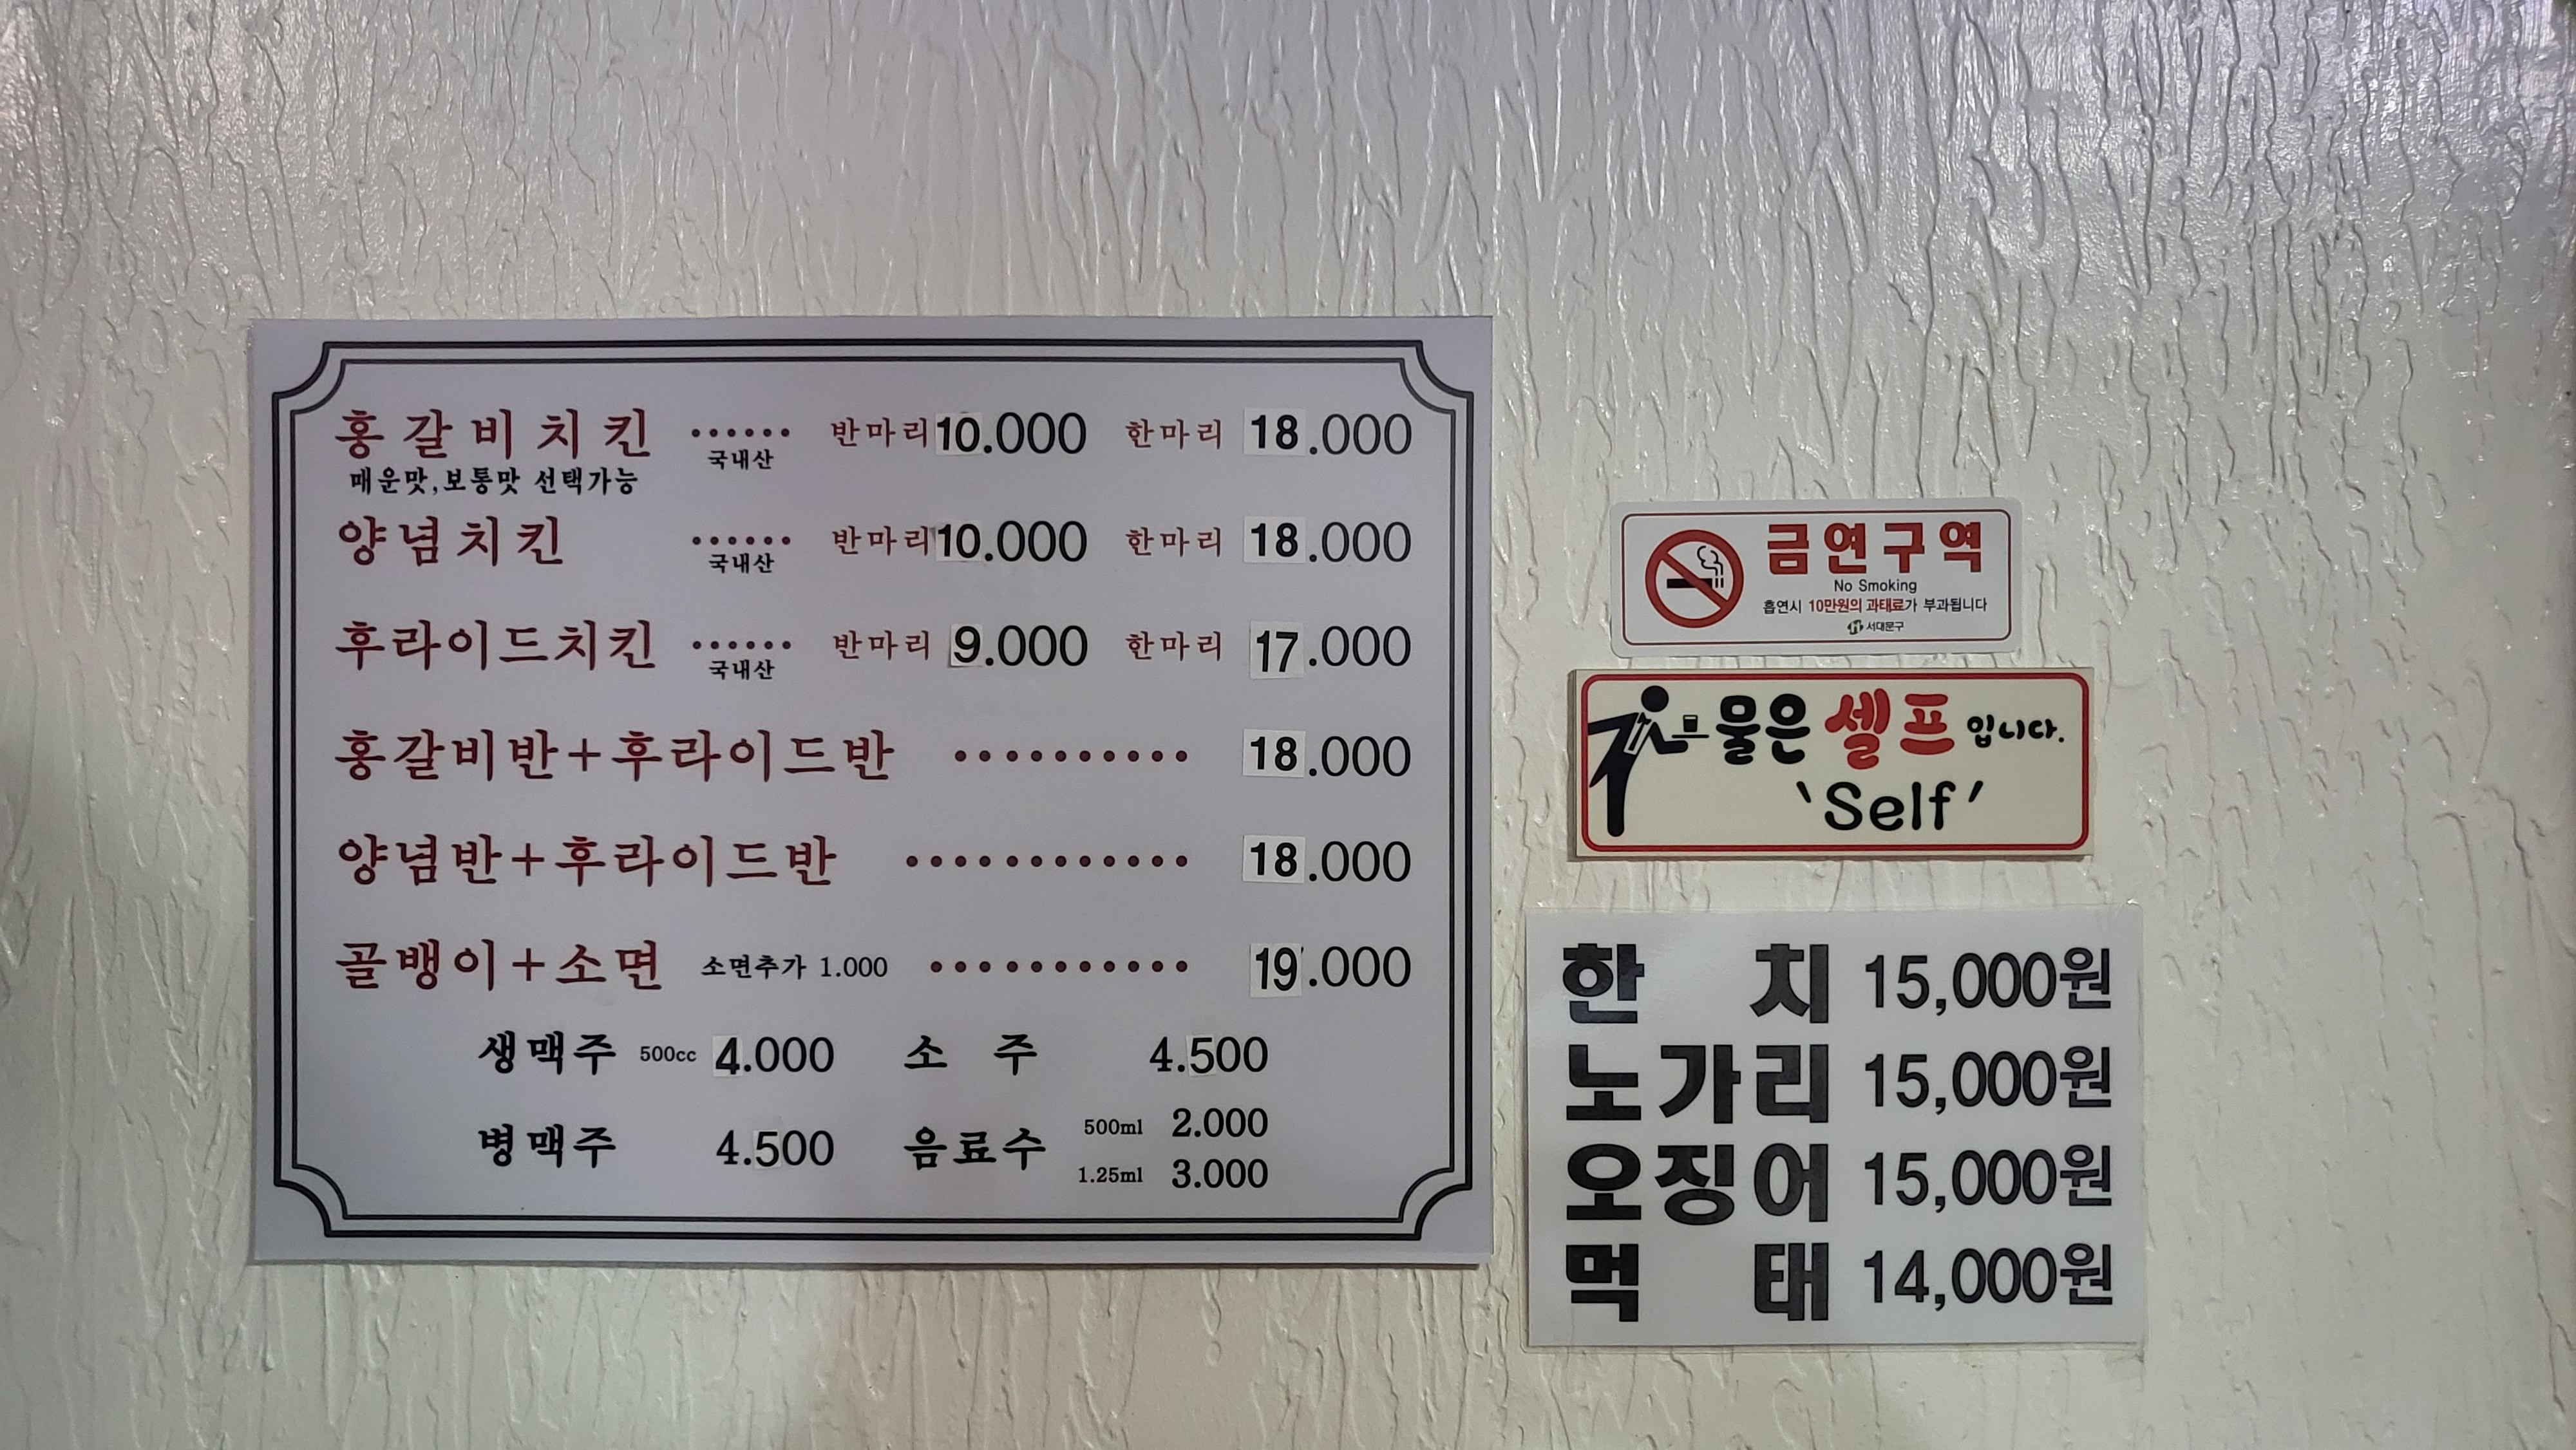 홍갈비치킨 ...... 반마리 10.000 한마리 18.000
국내산
매운맛,보통맛 선택가능
양념치킨 ...... 반마리 10.000 한마리 18.000
국내산
후라이드치킨 ...... 반마리 9.000 한마리 17.000
국내산
홍갈비반+후라이드반 .......... 18.000
양념반+후라이드반 ............ 18.000
골뱅이+소면 소면추가 1.000 ........... 19.000
생맥주 500cc 4.000 소 주 4.500
병맥주 4.500 음료수 500ml 2.000
1.25ml 3.000
금연구역
No Smoking
흡연시 10만원의 과태료가 부과됩니다
서대문구
물은 셀프 입니다.
'Self'
한 치 15,000원
노가리 15,000원
오징어 15,000원
먹 태 14,000원